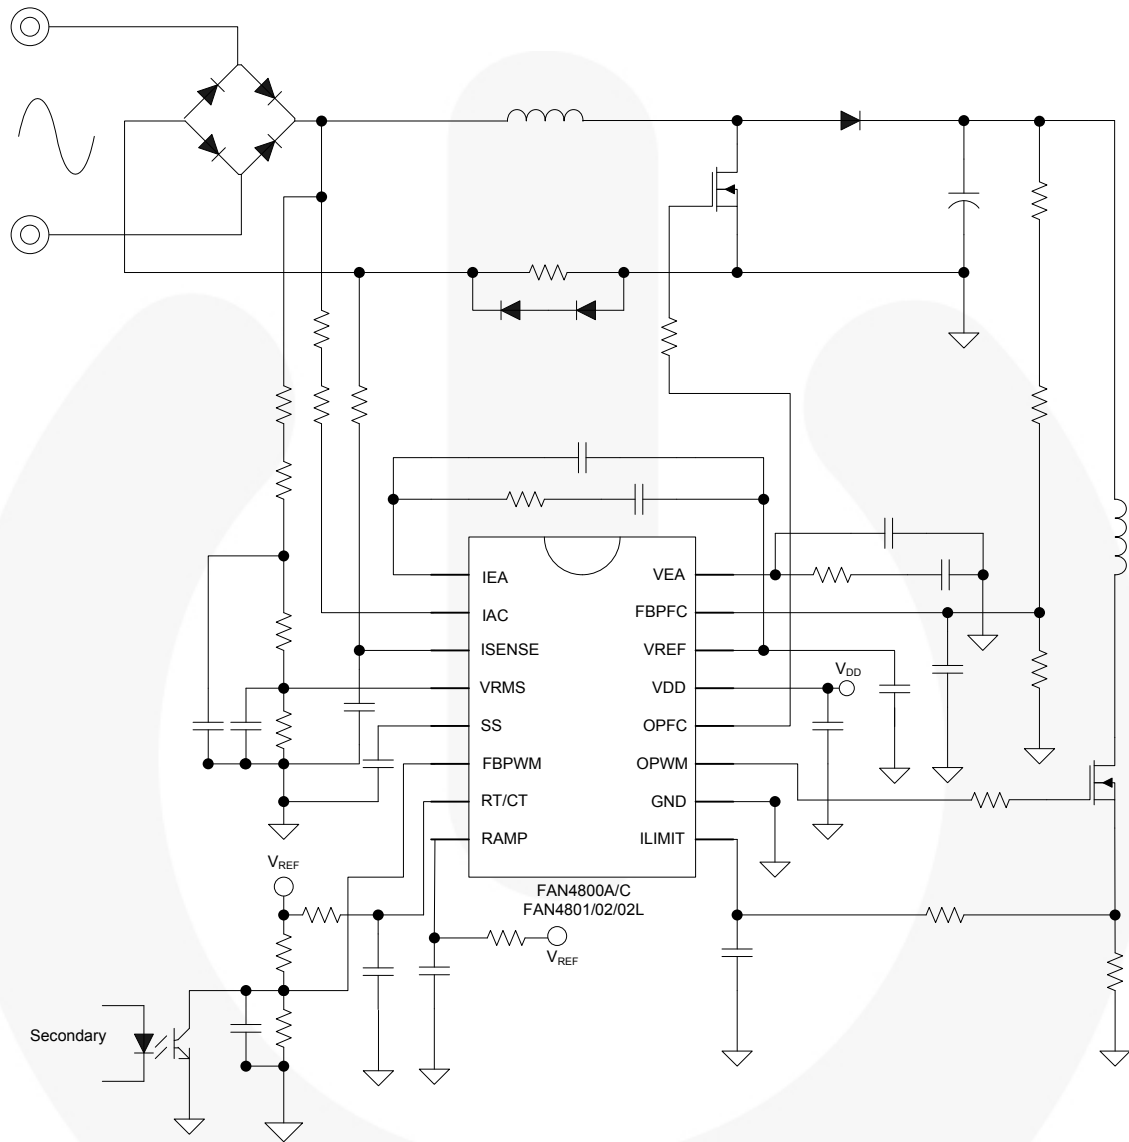 IEA
VEA
IAC
FBPFC
ISENSE
VREF
VRMS
VDD
VDD
SS
OPFC
FBPWM
OPWM
RT/CT
GND
RAMP
ILIMIT
FAN4800A/C
FAN4801/02/02L
VREF
VREF
Secondary